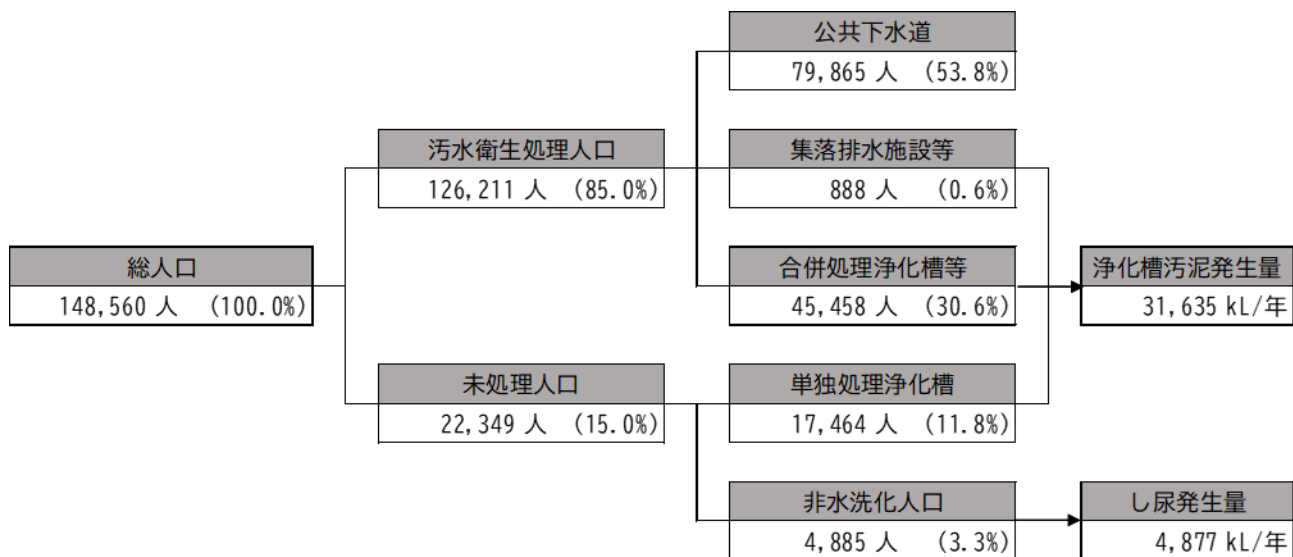 公共下水道
79,865 人 (53.8%)
汚水衛生処理人口
126,211 人 (85.0%)
集落排水施設等
888 人 (0.6%)
総人口
148,560 人 (100.0%)
合併処理浄化槽等
45,458 人 (30.6%)
浄化槽汚泥発生量
31,635 kL/年
未処理人口
22,349 人 (15.0%)
単独処理浄化槽
17,464 人 (11.8%)
非水洗化人口
4,885 人 (3.3%)
し尿発生量
4,877 kL/年